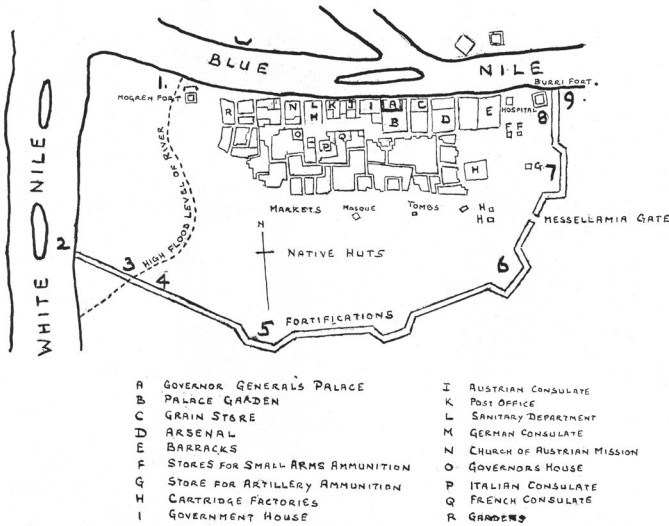 BLUE
NILE
1.
MOGREN FORT
BURRI FORT.
9.
R
N
L
M
K
J
I
A
B
C
D
E
HOSPITAL
8
F F
O
P
Q
H
G.
7
WHITE NILE
HIGH FLOOD LEVEL OF RIVER
MARKETS
MOSQUE
TOMBS
H
H
MESSELLAMIA GATE
N
NATIVE HUTS
2
3
4
5
6
FORTIFICATIONS
A GOVERNOR GENERAL'S PALACE
B PALACE GARDEN
C GRAIN STORE
D ARSENAL
E BARRACKS
F STORES FOR SMALL ARMS AMMUNITION
G STORE FOR ARTILLERY AMMUNITION
H CARTRIDGE FACTORIES
I GOVERNMENT HOUSE
I AUSTRIAN CONSULATE
K POST OFFICE
L SANITARY DEPARTMENT
M GERMAN CONSULATE
N CHURCH OF AUSTRIAN MISSION
O GOVERNORS HOUSE
P ITALIAN CONSULATE
Q FRENCH CONSULATE
R GARDENS